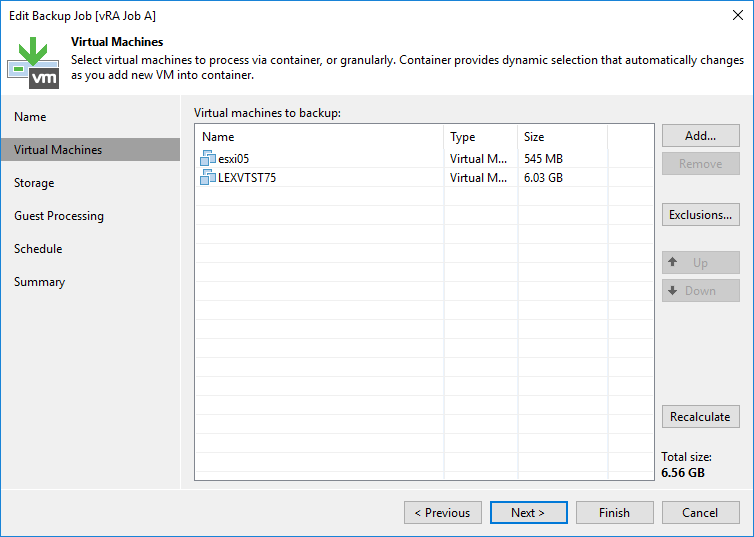 Edit Backup Job [vRA Job A]
Virtual Machines
Select virtual machines to process via container, or granularly. Container provides dynamic selection that automatically changes
as you add new VM into container.
vm
Name
Virtual Machines
Storage
Guest Processing
Schedule
Summary
Virtual machines to backup:
Name Type Size
esxi05 Virtual M... 545 MB
LEXVTST75 Virtual M... 6.03 GB
Add...
Remove
Exclusions...
Up
Down
Recalculate
Total size:
6.56 GB
< Previous
Next >
Finish
Cancel